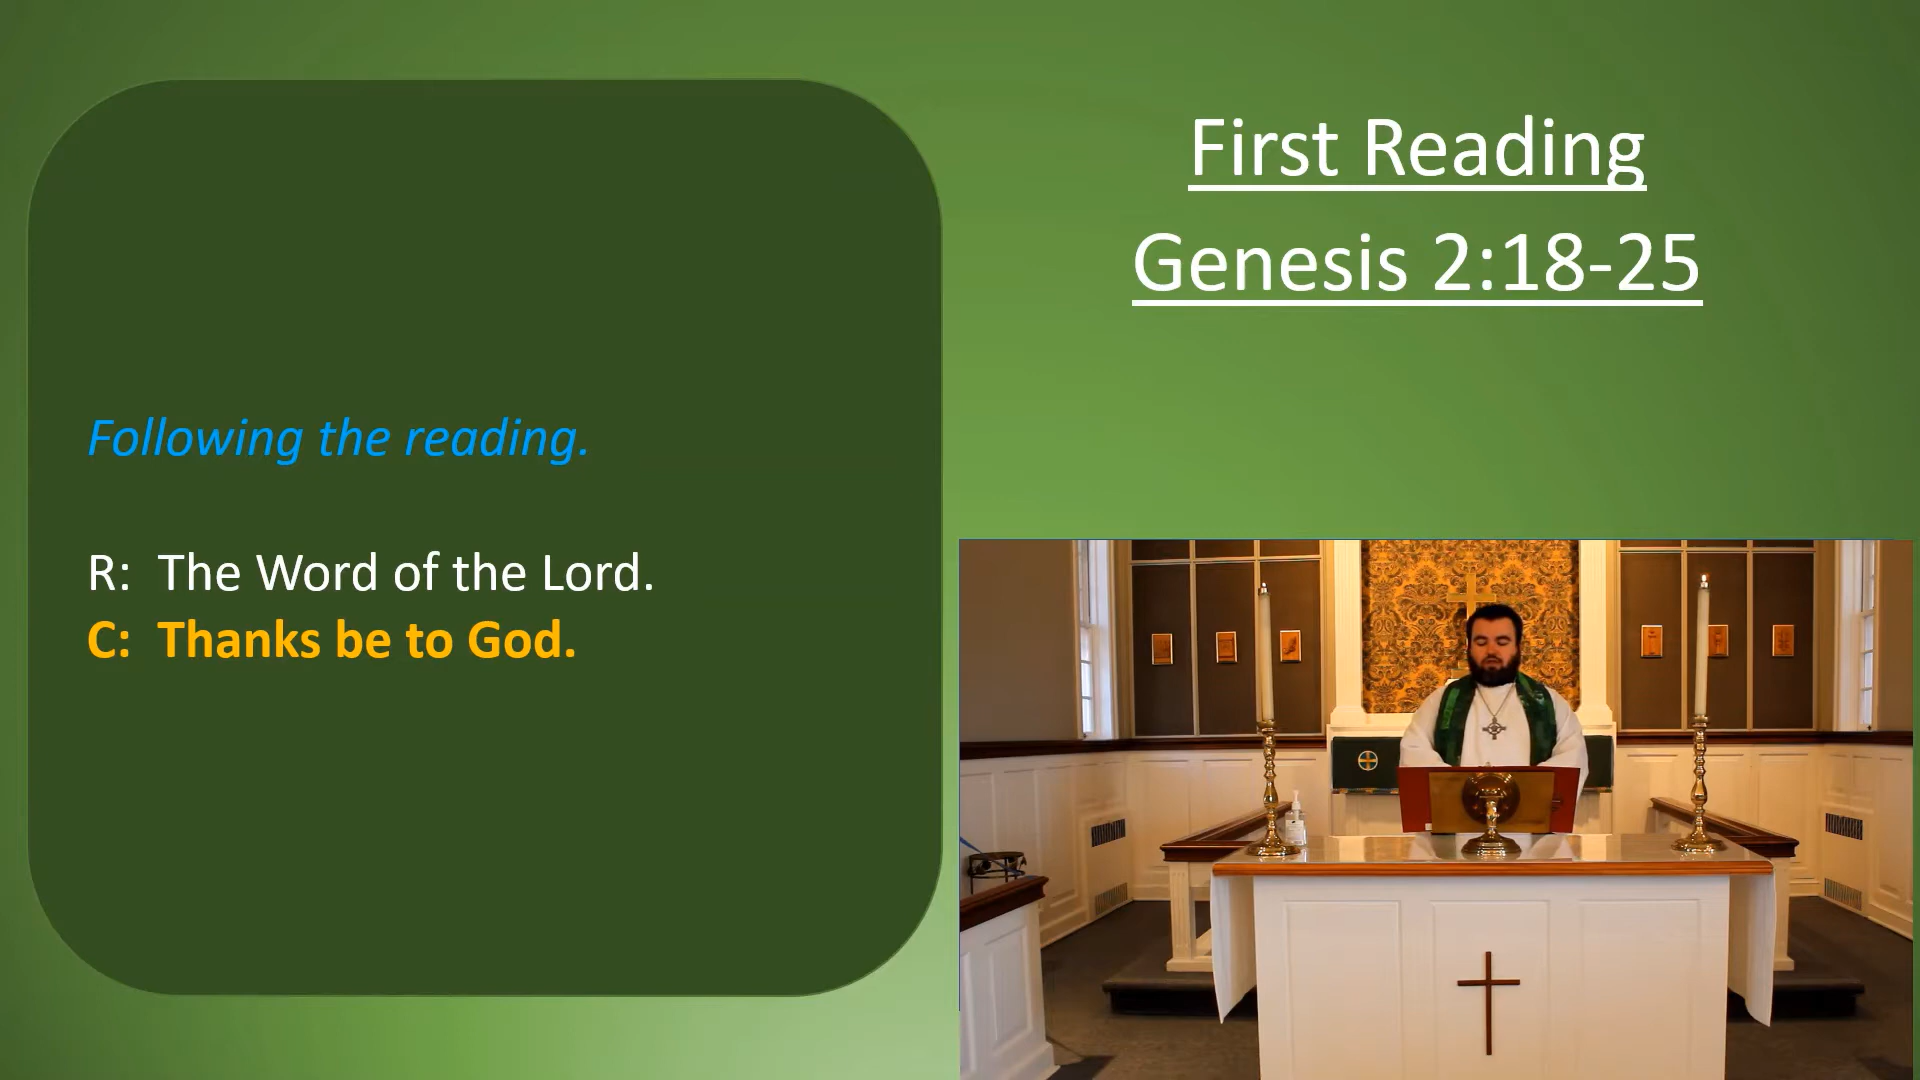 First Reading
Genesis 2:18-25
Following the reading.
R: The Word of the Lord.
C: Thanks be to God.